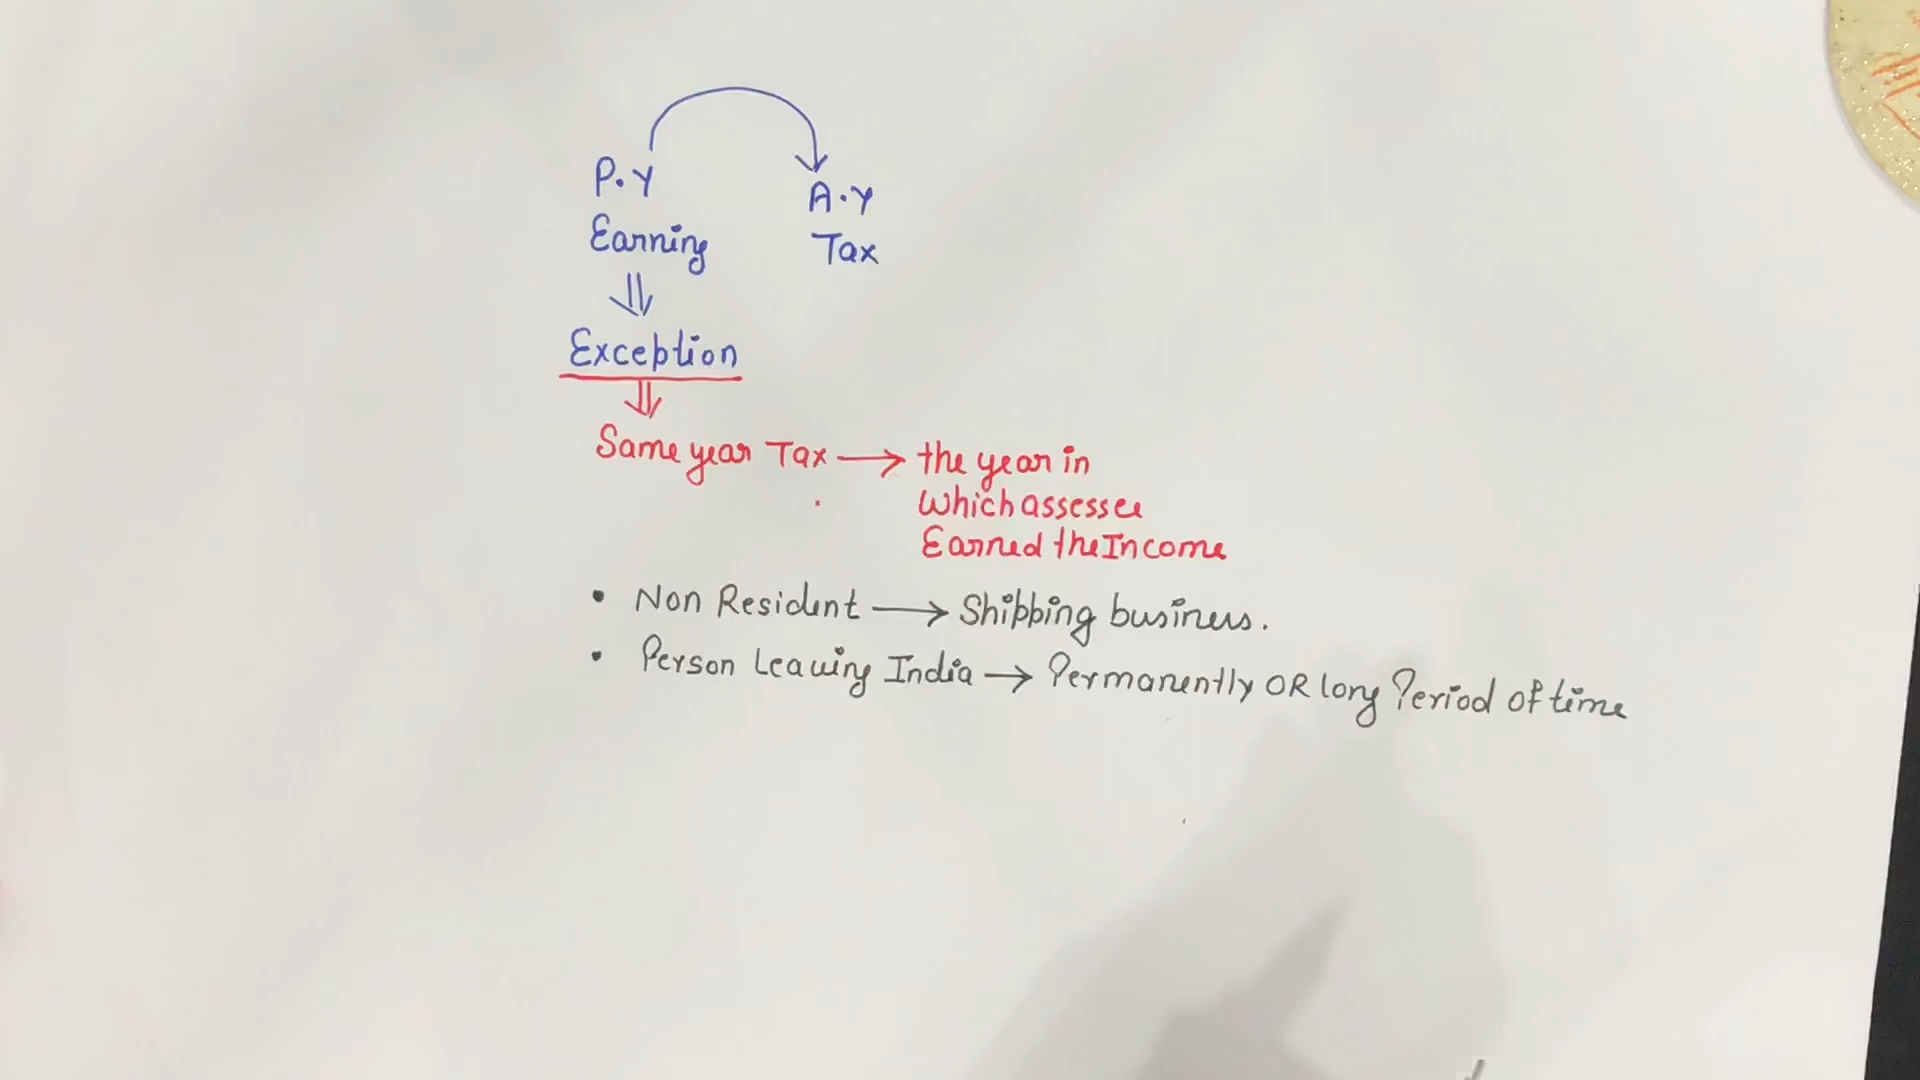 P.Y
A.Y
Earning
Tax
Exception
Same year Tax → the year in
which assessee
Earned the Income
• Non Resident → Shipping business.
• Person Leaving India → Permanently OR long Period of time